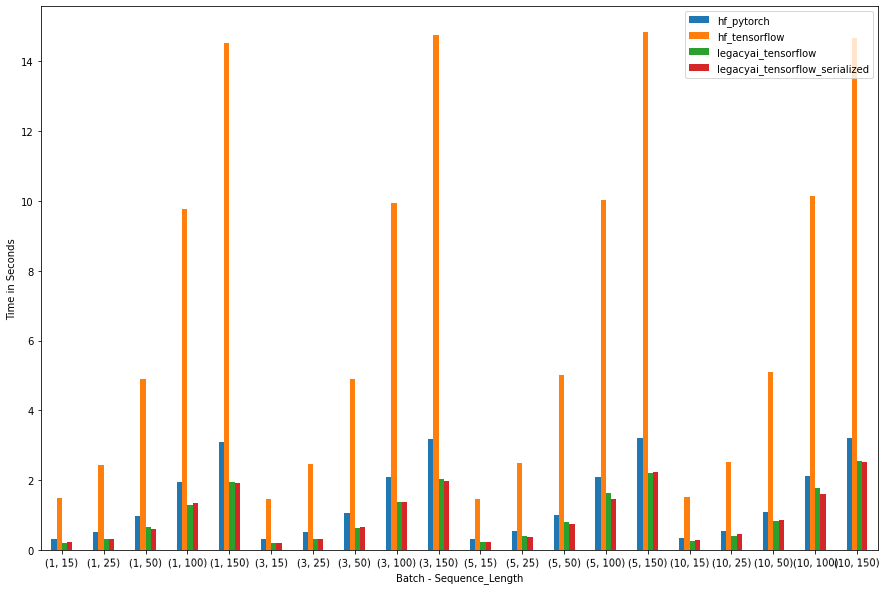 hf_pytorch
hf_tensorflow
legacyai_tensorflow
legacyai_tensorflow_serialized
14
12
10
8
6
4
2
0
Time in Seconds
(1, 15) (1, 25) (1, 50) (1, 100) (1, 150) (3, 15) (3, 25) (3, 50) (3, 100) (3, 150) (5, 15) (5, 25) (5, 50) (5, 100) (5, 150) (10, 15) (10, 25) (10, 50) (10, 100) (10, 150)
Batch - Sequence_Length